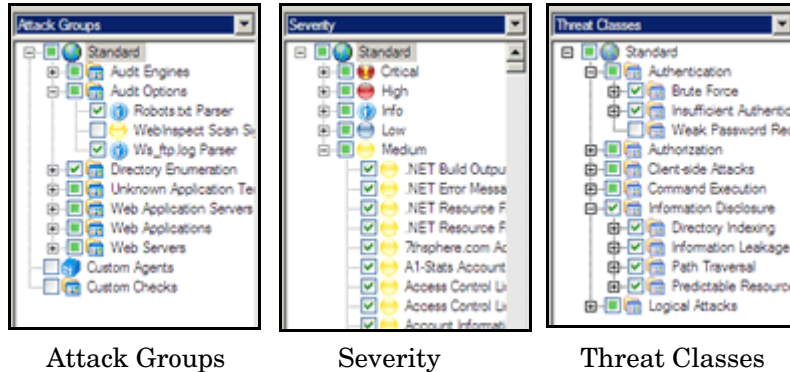 Attack Groups
Standard
Audit Engines
Audit Options
Robots.txt Parser
WebInspect Scan Si
Ws_ftp.log Parser
Directory Enumeration
Unknown Application Te
Web Application Servers
Web Applications
Web Servers
Custom Agents
Custom Checks
Severity
Standard
Critical
High
Info
Low
Medium
.NET Build Outpu
.NET Error Messa
.NET Resource F
.NET Resource F
7thsphere.com Ac
A1-Stats Account
Access Control Li
Access Control Li
Account Informati
Threat Classes
Standard
Authentication
Brute Force
Insufficient Authentic
Weak Password Rec
Authorization
Client-side Attacks
Command Execution
Information Disclosure
Directory Indexing
Information Leakage
Path Traversal
Predictable Resource
Logical Attacks
Attack Groups
Severity
Threat Classes